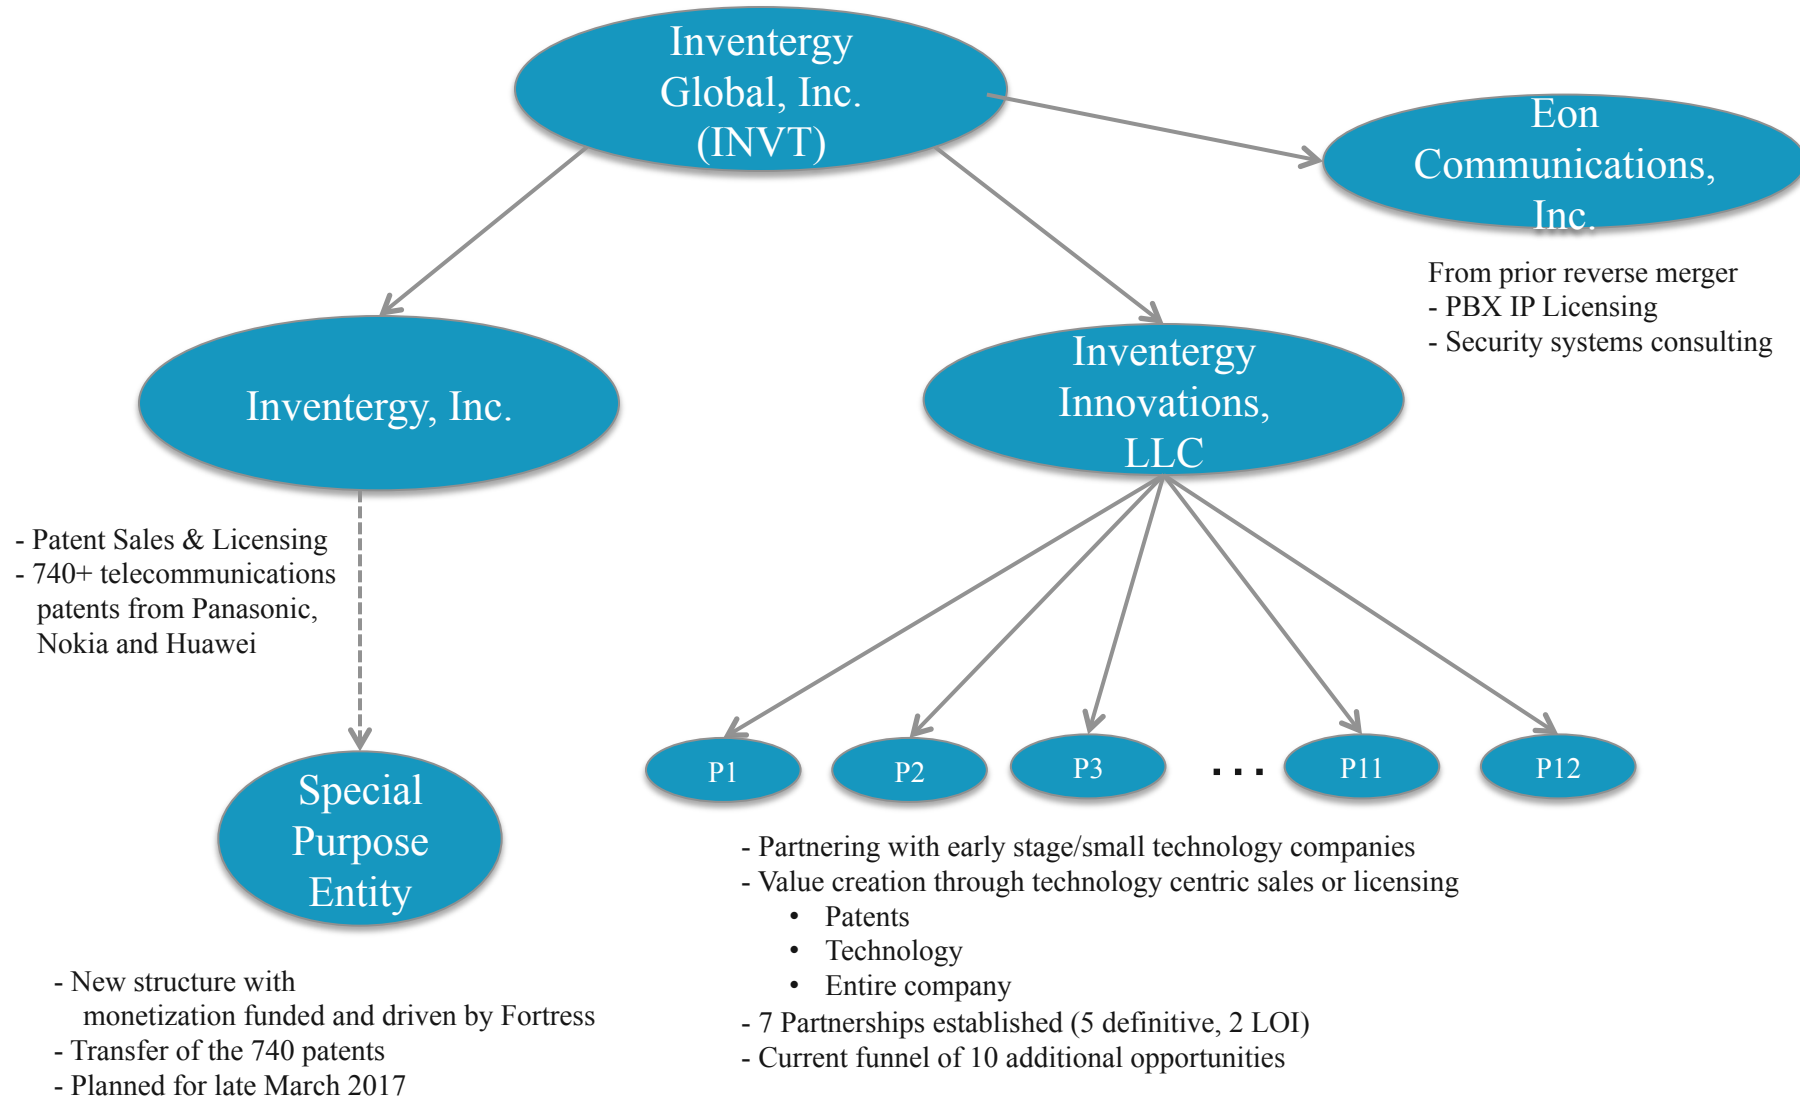 Inventergy
Global, Inc.
(INVT)
Eon
Communications,
Inc.
From prior reverse merger
- PBX IP Licensing
- Security systems consulting
Inventergy, Inc.
Inventergy
Innovations,
LLC
- Patent Sales & Licensing
- 740+ telecommunications
patents from Panasonic,
Nokia and Huawei
Special
Purpose
Entity
P1
P2
P3
. . .
P11
P12
- New structure with
monetization funded and driven by Fortress
- Transfer of the 740 patents
- Planned for late March 2017
- Partnering with early stage/small technology companies
- Value creation through technology centric sales or licensing
• Patents
• Technology
• Entire company
- 7 Partnerships established (5 definitive, 2 LOI)
- Current funnel of 10 additional opportunities